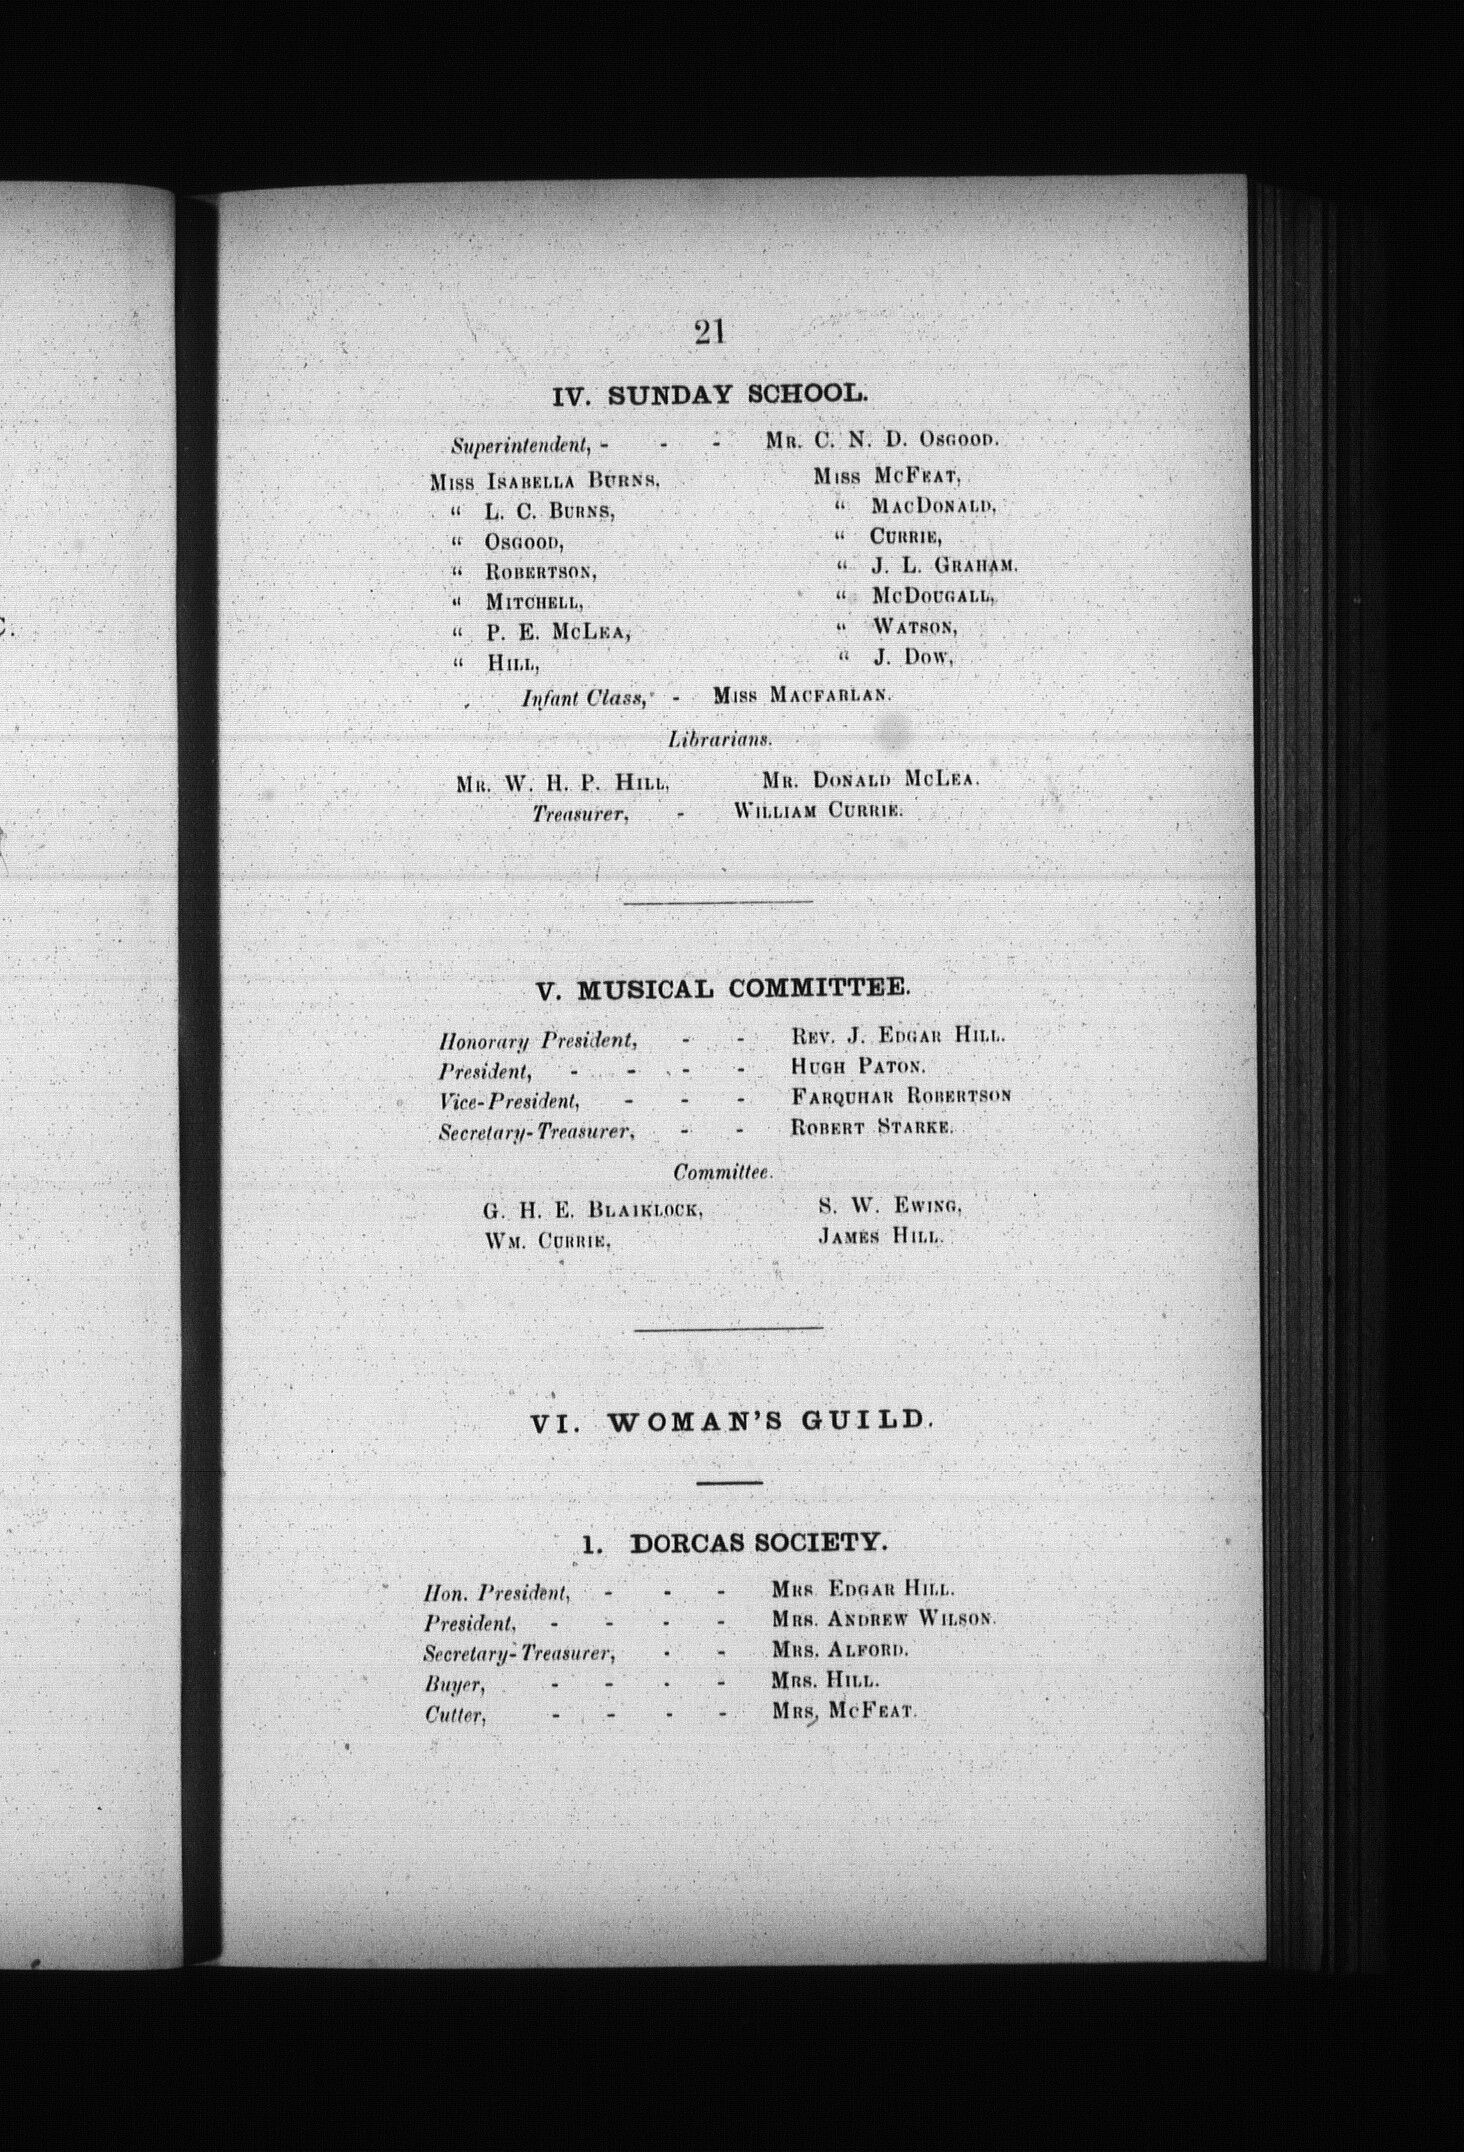 21
IV. SUNDAY SCHOOL.
Superintendent, - - - MR. C. N. D. OSGOOD.
MISS ISABELLA BURNS, MISS MCFEAT,
" L. C. BURNS, " MACDONALD,
" OSGOOD, " CURRIE,
" ROBERTSON, " J. L. GRAHAM.
" MITCHELL, " MCDOUGALL,
" P. E. MCLEA, " WATSON,
" HILL, " J. DOW,
Infant Class, - MISS MACFARLAN.
Librarians.
MR. W. H. P. HILL, MR. DONALD MCLEA.
Treasurer, - WILLIAM CURRIE.
V. MUSICAL COMMITTEE.
Honorary President, - - REV. J. EDGAR HILL.
President, - - - - HUGH PATON.
Vice-President, - - - FARQUHAR ROBERTSON
Secretary-Treasurer, - - ROBERT STARKE.
Committee.
G. H. E. BLAIKLOCK, S. W. EWING,
WM. CURRIE, JAMES HILL.
VI. WOMAN'S GUILD.
1. DORCAS SOCIETY.
Hon. President, - - - MRS. EDGAR HILL.
President, - - - - MRS. ANDREW WILSON.
Secretary-Treasurer, - - MRS. ALFORD.
Buyer, - - - - MRS. HILL.
Cutter, - - - - MRS, MCFEAT.